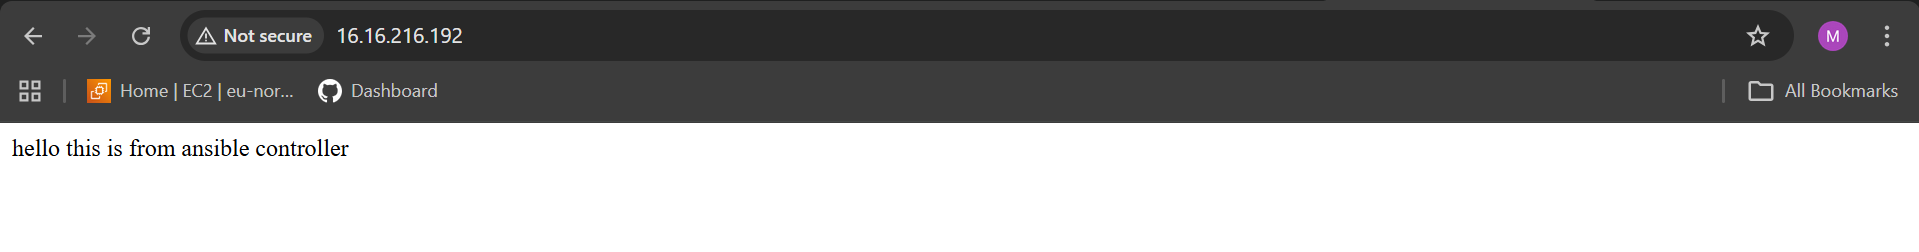 Not secure 16.16.216.192 M
Home | EC2 | eu-nor... Dashboard All Bookmarks
hello this is from ansible controller